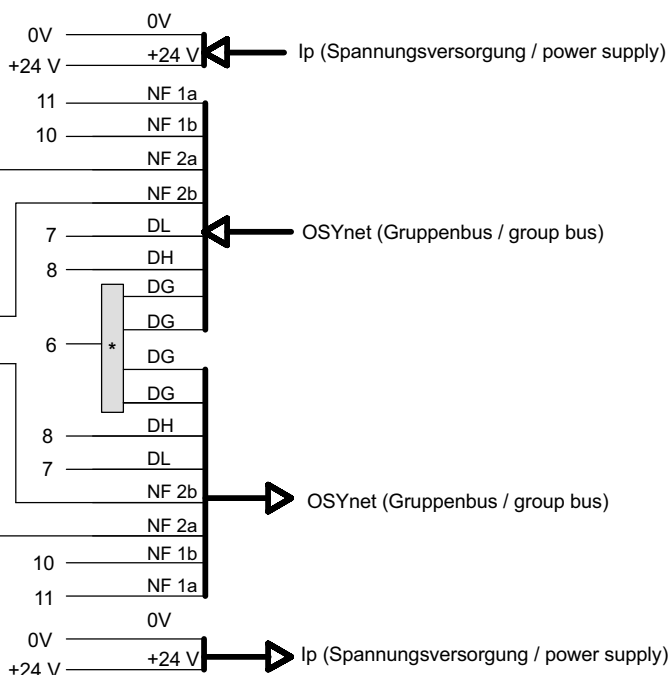 0V 0V
+24 V +24 V Ip (Spannungsversorgung / power supply)
11 NF 1a
10 NF 1b
NF 2a
NF 2b
7 DL OSYnet (Gruppenbus / group bus)
8 DH
DG
DG
6 *
DG
DG
8 DH
7 DL
NF 2b OSYnet (Gruppenbus / group bus)
NF 2a
10 NF 1b
11 NF 1a
0V 0V
+24 V +24 V Ip (Spannungsversorgung / power supply)